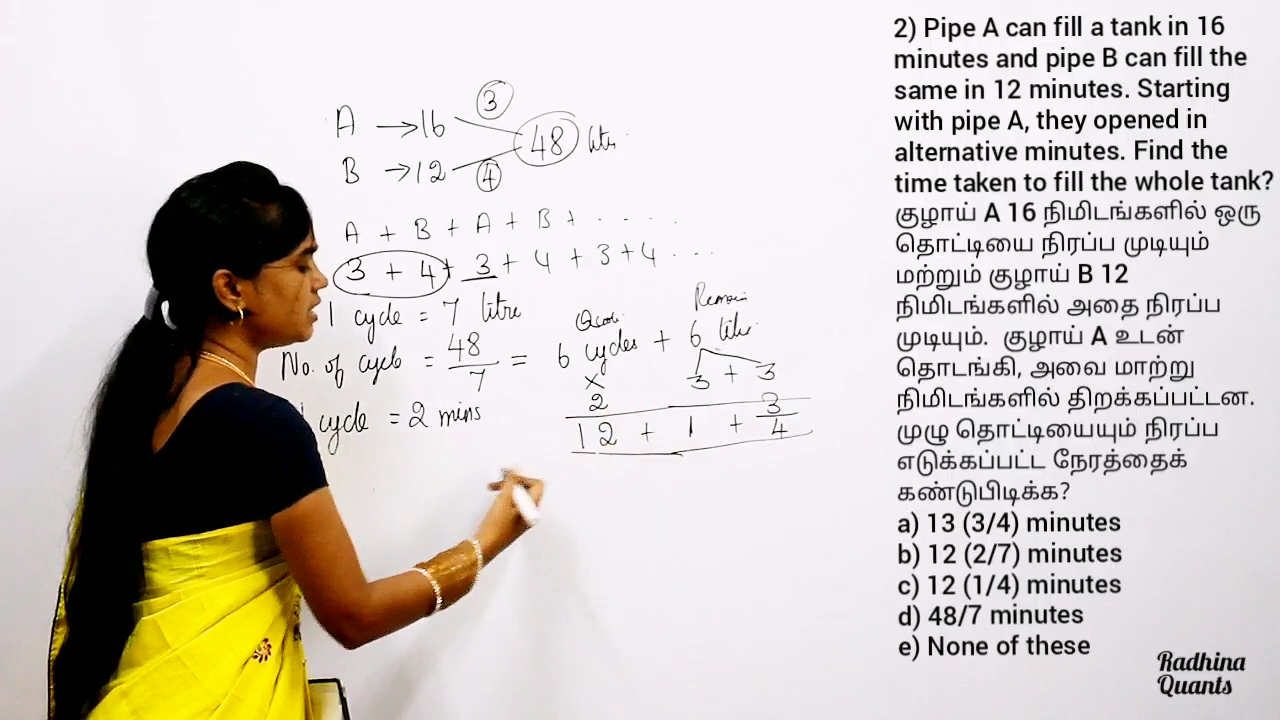 A → 16 3
48 litr.
B → 12 4
A + B + A + B + .....
3 + 4 + 3 + 4 + 3 + 4 ...
1 cycle = 7 litre
No. of cycle = 48/7 = 6 cycles + 6
× 2 3 + 3
cycle = 2 mins
12 + 1 + 3/4
2) Pipe A can fill a tank in 16
minutes and pipe B can fill the
same in 12 minutes. Starting
with pipe A, they opened in
alternative minutes. Find the
time taken to fill the whole tank?
குழாய் A 16 நிமிடங்களில் ஒரு
தொட்டியை நிரப்ப முடியும்
மற்றும் குழாய் B 12
நிமிடங்களில் அதை நிரப்ப
முடியும். குழாய் A உடன்
தொடங்கி, அவை மாற்று
நிமிடங்களில் திறக்கப்பட்டன.
முழு தொட்டியையும் நிரப்ப
எடுக்கப்பட்ட நேரத்தைக்
கண்டுபிடிக்க?
a) 13 (3/4) minutes
b) 12 (2/7) minutes
c) 12 (1/4) minutes
d) 48/7 minutes
e) None of these
Radhina
Quants